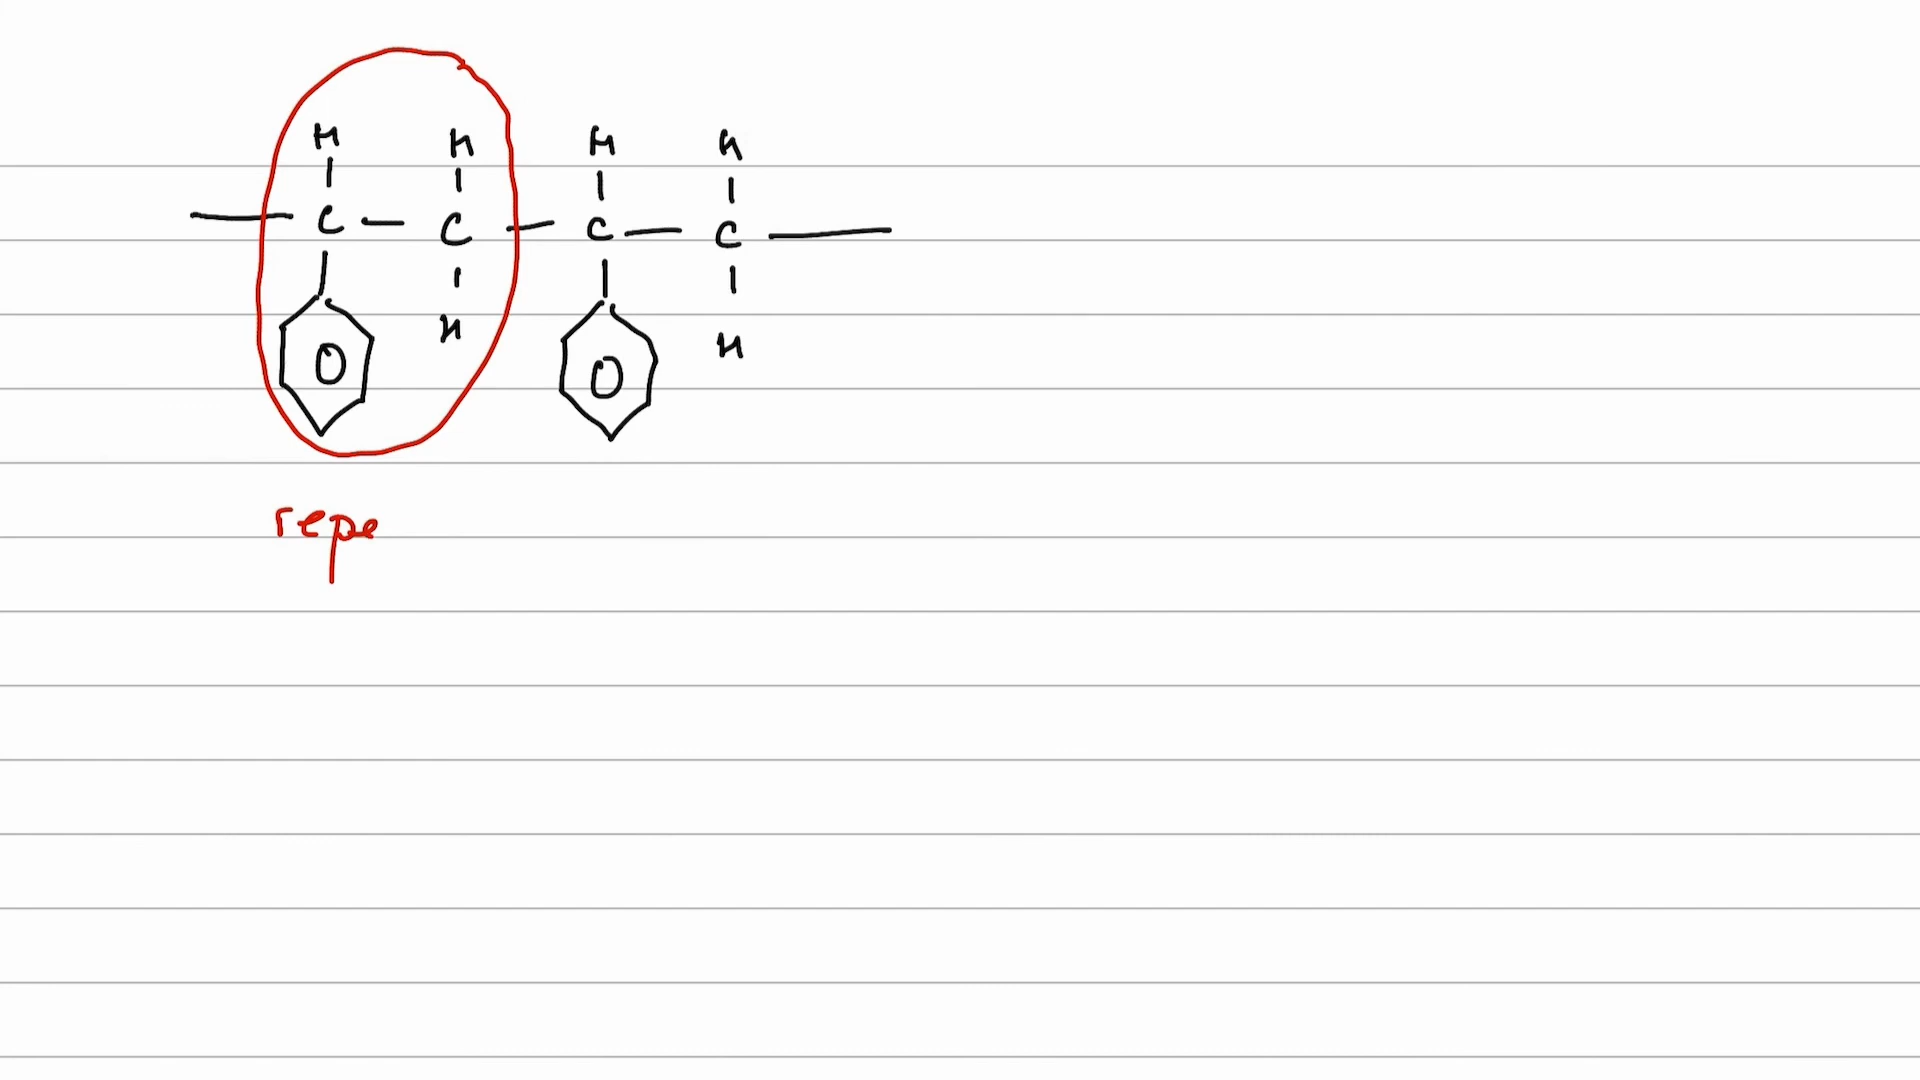 H H H H
— C — C — C — C —
H H
repe